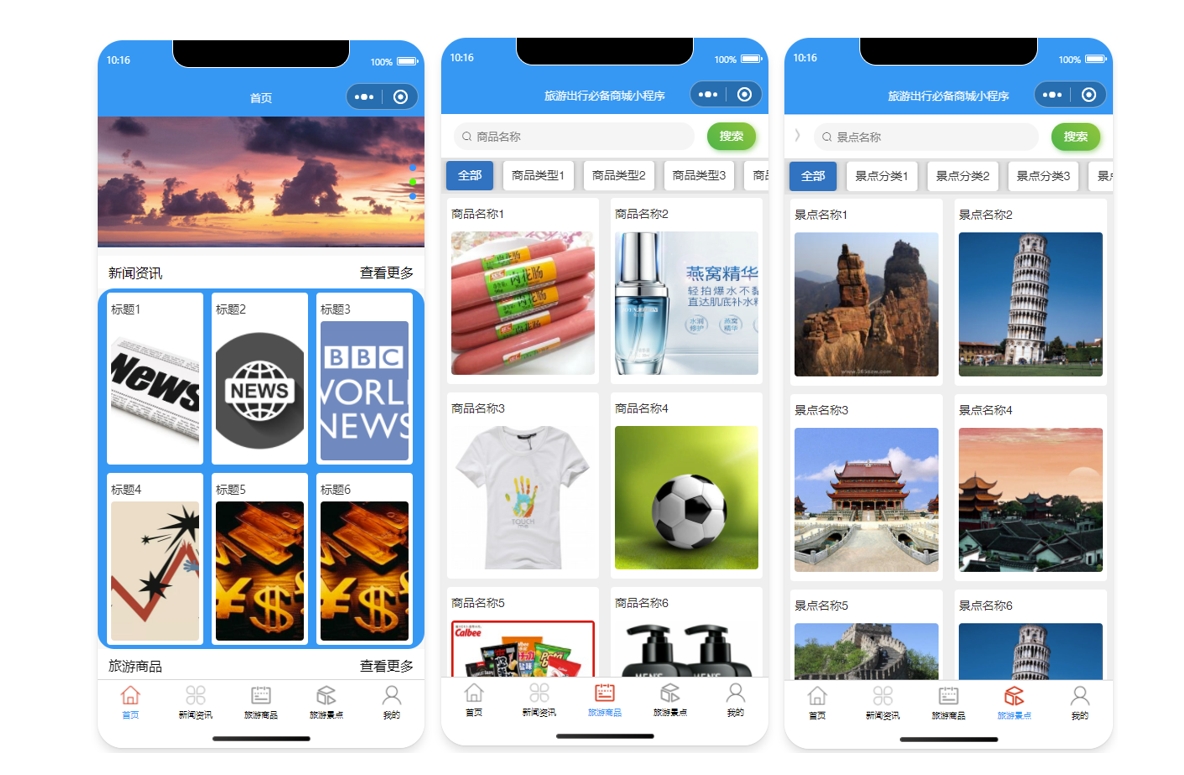 10:16
100%
首页
新闻资讯
查看更多
标题1
标题2
标题3
News
NEWS
BBC
WORLD
NEWS
标题4
标题5
标题6
旅游商品
查看更多
首页
新闻资讯
旅游商品
旅游景点
我的
10:16
100%
旅游出行必备商城小程序
商品名称
搜索
全部
商品类型1
商品类型2
商品类型3
商品名称1
商品名称2
肉花肠
燕窝精华
轻拍爆水不黏
直达肌底补水精
商品名称3
商品名称4
TOUCH
商品名称5
商品名称6
Calbee
首页
新闻资讯
旅游商品
旅游景点
我的
10:16
100%
旅游出行必备商城小程序
景点名称
搜索
全部
景点分类1
景点分类2
景点分类3
景点名称1
景点名称2
景点名称3
景点名称4
景点名称5
景点名称6
首页
新闻资讯
旅游商品
旅游景点
我的